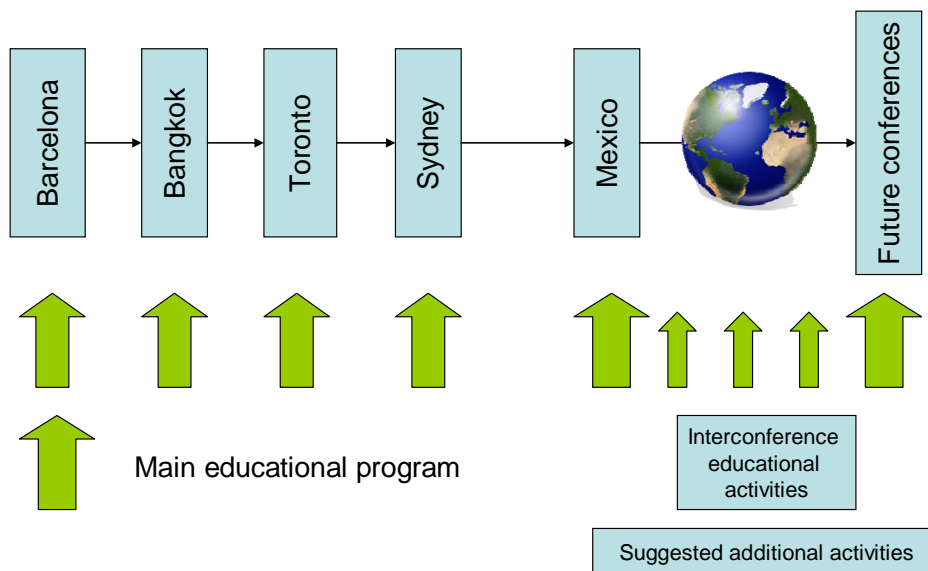 Barcelona
Bangkok
Toronto
Sydney
Mexico
Future conferences
Main educational program
Interconference
educational
activities
Suggested additional activities